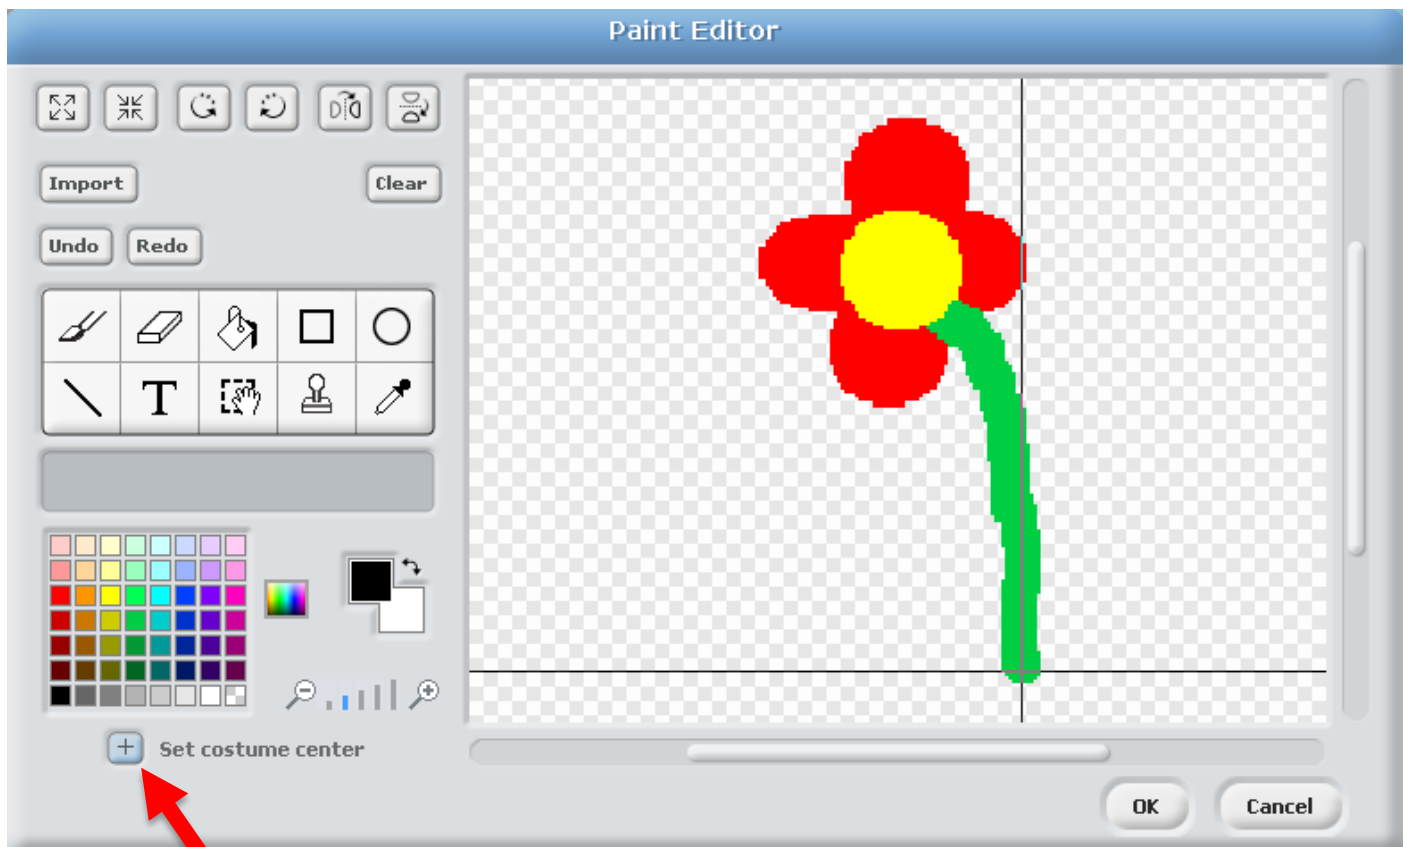 Paint Editor
Import
Clear
Undo
Redo
T
Set costume center
OK
Cancel